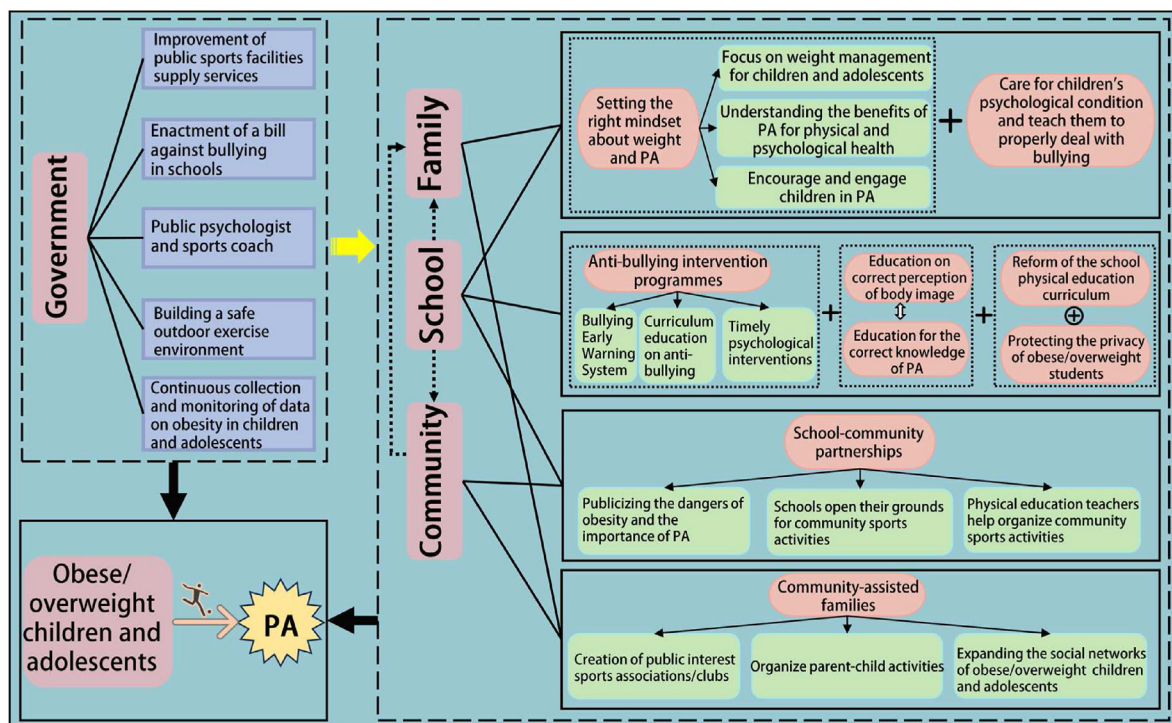 Government
Improvement of
public sports facilities
supply services
Enactment of a bill
against bullying
in schools
Public psychologist
and sports coach
Building a safe
outdoor exercise
environment
Continuous collection
and monitoring of data
on obesity in children
and adolescents
Obese/
overweight
children and
adolescents
PA
Family
School
Community
Setting the
right mindset
about weight
and PA
Focus on weight management
for children and adolescents
Understanding the benefits of
PA for physical and
psychological health
Encourage and engage
children in PA
+
Care for children's
psychological condition
and teach them to
properly deal with
bullying
Anti-bullying intervention
programmes
Bullying
Early
Warning
System
Curriculum
education
on anti-
bullying
Timely
psychological
interventions
+
Education on
correct perception
of body image
Education for the
correct knowledge
of PA
+
Reform of the school
physical education
curriculum
Protecting the privacy
of obese/overweight
students
School-community
partnerships
Publicizing the dangers of
obesity and the
importance of PA
Schools open their grounds
for community sports
activities
Physical education teachers
help organize community
sports activities
Community-assisted
families
Creation of public interest
sports associations/clubs
Organize parent-child activities
Expanding the social networks
of obese/overweight children
and adolescents